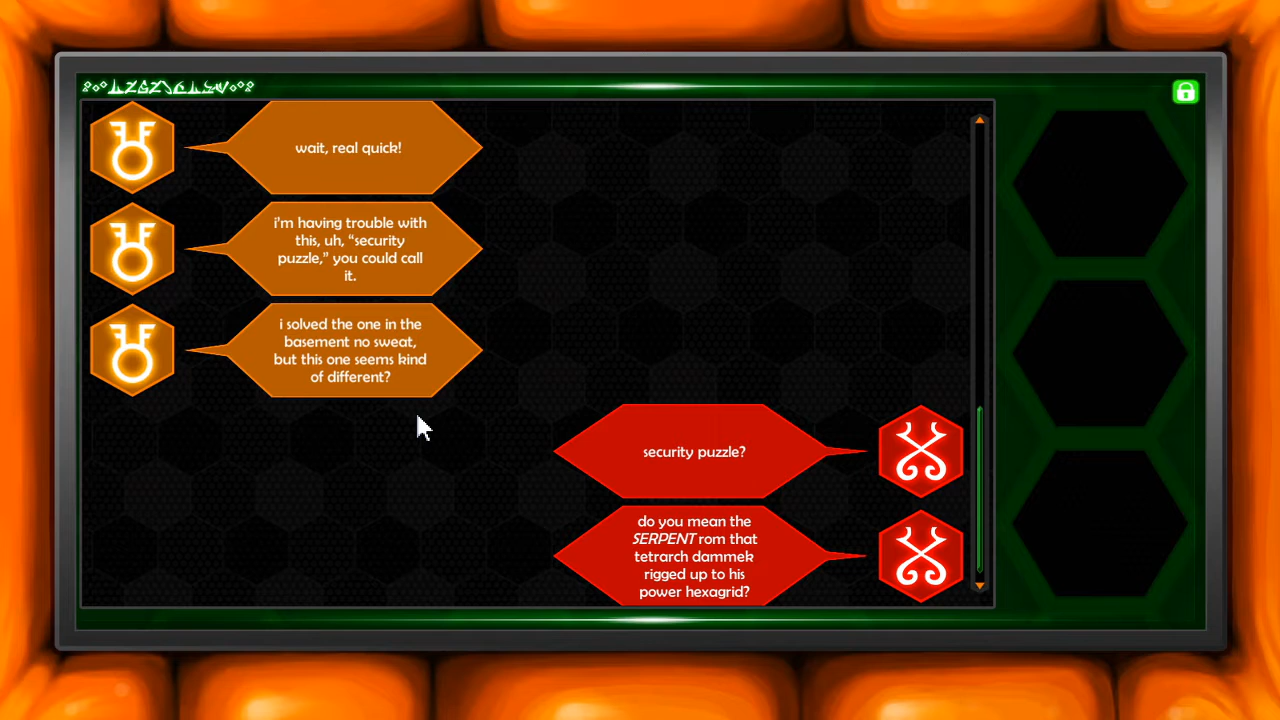 wait, real quick!
i'm having trouble with
this, uh, “security
puzzle,” you could call
it.
i solved the one in the
basement no sweat,
but this one seems kind
of different?
security puzzle?
do you mean the
SERPENT rom that
tetrarch dammek
rigged up to his
power hexagrid?